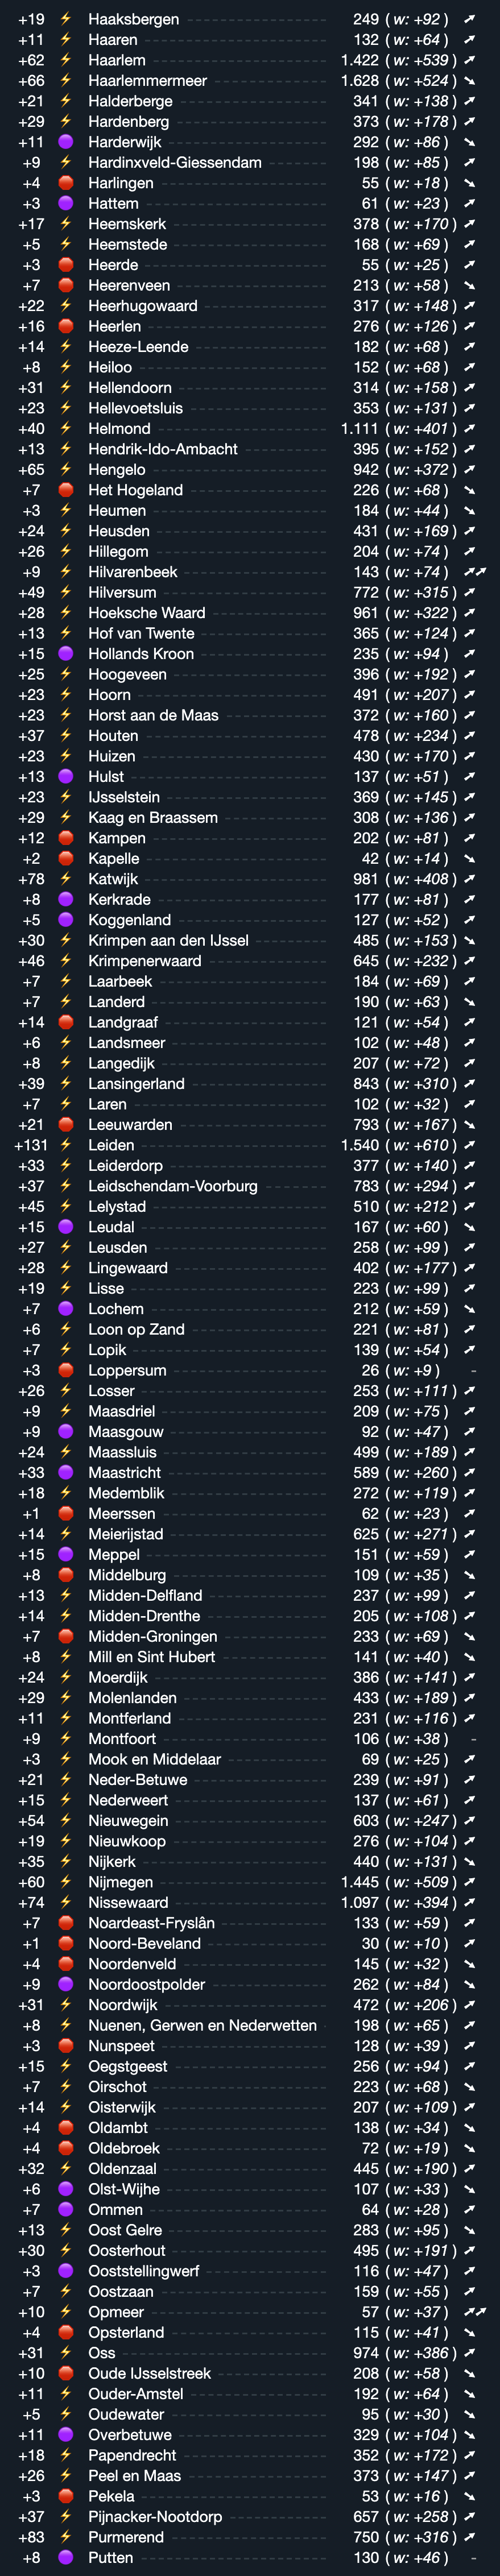 +19 ⚡ Haaksbergen 249 ( w: +92 ) ➚
+11 ⚡ Haaren 132 ( w: +64 ) ➚
+62 ⚡ Haarlem 1.422 ( w: +539 ) ➚
+66 ⚡ Haarlemmermeer 1.628 ( w: +524 ) ➘
+21 ⚡ Halderberge 341 ( w: +138 ) ➚
+29 ⚡ Hardenberg 373 ( w: +178 ) ➚
+11 🟣 Harderwijk 292 ( w: +86 ) ➘
+9 ⚡ Hardinxveld-Giessendam 198 ( w: +85 ) ➚
+4 🛑 Harlingen 55 ( w: +18 ) ➘
+3 🟣 Hattem 61 ( w: +23 ) ➚
+17 ⚡ Heemskerk 378 ( w: +170 ) ➚
+5 ⚡ Heemstede 168 ( w: +69 ) ➚
+3 🛑 Heerde 55 ( w: +25 ) ➚
+7 🛑 Heerenveen 213 ( w: +58 ) ➘
+22 ⚡ Heerhugowaard 317 ( w: +148 ) ➚
+16 🛑 Heerlen 276 ( w: +126 ) ➚
+14 ⚡ Heeze-Leende 182 ( w: +68 ) ➚
+8 ⚡ Heiloo 152 ( w: +68 ) ➚
+31 ⚡ Hellendoorn 314 ( w: +158 ) ➚
+23 ⚡ Hellevoetsluis 353 ( w: +131 ) ➚
+40 ⚡ Helmond 1.111 ( w: +401 ) ➚
+13 ⚡ Hendrik-Ido-Ambacht 395 ( w: +152 ) ➚
+65 ⚡ Hengelo 942 ( w: +372 ) ➚
+7 🛑 Het Hogeland 226 ( w: +68 ) ➘
+3 ⚡ Heumen 184 ( w: +44 ) ➘
+24 ⚡ Heusden 431 ( w: +169 ) ➚
+26 ⚡ Hillegom 204 ( w: +74 ) ➚
+9 ⚡ Hilvarenbeek 143 ( w: +74 ) ➚➚
+49 ⚡ Hilversum 772 ( w: +315 ) ➚
+28 ⚡ Hoeksche Waard 961 ( w: +322 ) ➚
+13 ⚡ Hof van Twente 365 ( w: +124 ) ➚
+15 🟣 Hollands Kroon 235 ( w: +94 ) ➚
+25 ⚡ Hoogeveen 396 ( w: +192 ) ➚
+23 ⚡ Hoorn 491 ( w: +207 ) ➚
+23 ⚡ Horst aan de Maas 372 ( w: +160 ) ➚
+37 ⚡ Houten 478 ( w: +234 ) ➚
+23 ⚡ Huizen 430 ( w: +170 ) ➚
+13 🟣 Hulst 137 ( w: +51 ) ➚
+23 ⚡ IJsselstein 369 ( w: +145 ) ➚
+29 ⚡ Kaag en Braassem 308 ( w: +136 ) ➚
+12 🛑 Kampen 202 ( w: +81 ) ➚
+2 🛑 Kapelle 42 ( w: +14 ) ➘
+78 ⚡ Katwijk 981 ( w: +408 ) ➚
+8 🟣 Kerkrade 177 ( w: +81 ) ➚
+5 🟣 Koggenland 127 ( w: +52 ) ➚
+30 ⚡ Krimpen aan den IJssel 485 ( w: +153 ) ➘
+46 ⚡ Krimpenerwaard 645 ( w: +232 ) ➚
+7 ⚡ Laarbeek 184 ( w: +69 ) ➚
+7 ⚡ Landerd 190 ( w: +63 ) ➘
+14 🛑 Landgraaf 121 ( w: +54 ) ➚
+6 ⚡ Landsmeer 102 ( w: +48 ) ➚
+8 ⚡ Langedijk 207 ( w: +72 ) ➚
+39 ⚡ Lansingerland 843 ( w: +310 ) ➚
+7 ⚡ Laren 102 ( w: +32 ) ➚
+21 🛑 Leeuwarden 793 ( w: +167 ) ➘
+131 ⚡ Leiden 1.540 ( w: +610 ) ➚
+33 ⚡ Leiderdorp 377 ( w: +140 ) ➚
+37 ⚡ Leidschendam-Voorburg 783 ( w: +294 ) ➚
+45 ⚡ Lelystad 510 ( w: +212 ) ➚
+15 🟣 Leudal 167 ( w: +60 ) ➘
+27 ⚡ Leusden 258 ( w: +99 ) ➚
+28 ⚡ Lingewaard 402 ( w: +177 ) ➚
+19 ⚡ Lisse 223 ( w: +99 ) ➚
+7 🟣 Lochem 212 ( w: +59 ) ➘
+6 ⚡ Loon op Zand 221 ( w: +81 ) ➚
+7 ⚡ Lopik 139 ( w: +54 ) ➚
+3 🛑 Loppersum 26 ( w: +9 ) -
+26 ⚡ Losser 253 ( w: +111 ) ➚
+9 ⚡ Maasdriel 209 ( w: +75 ) ➚
+9 🟣 Maasgouw 92 ( w: +47 ) ➚
+24 ⚡ Maassluis 499 ( w: +189 ) ➚
+33 🟣 Maastricht 589 ( w: +260 ) ➚
+18 ⚡ Medemblik 272 ( w: +119 ) ➚
+1 🛑 Meerssen 62 ( w: +23 ) ➚
+14 ⚡ Meierijstad 625 ( w: +271 ) ➚
+15 🟣 Meppel 151 ( w: +59 ) ➚
+8 🛑 Middelburg 109 ( w: +35 ) ➘
+13 ⚡ Midden-Delfland 237 ( w: +99 ) ➚
+14 ⚡ Midden-Drenthe 205 ( w: +108 ) ➚
+7 🛑 Midden-Groningen 233 ( w: +69 ) ➘
+8 ⚡ Mill en Sint Hubert 141 ( w: +40 ) ➘
+24 ⚡ Moerdijk 386 ( w: +141 ) ➚
+29 ⚡ Molenlanden 433 ( w: +189 ) ➚
+11 ⚡ Montferland 231 ( w: +116 ) ➚
+9 ⚡ Montfoort 106 ( w: +38 ) -
+3 ⚡ Mook en Middelaar 69 ( w: +25 ) ➚
+21 ⚡ Neder-Betuwe 239 ( w: +91 ) ➚
+15 ⚡ Nederweert 137 ( w: +61 ) ➚
+54 ⚡ Nieuwegein 603 ( w: +247 ) ➚
+19 ⚡ Nieuwkoop 276 ( w: +104 ) ➚
+35 ⚡ Nijkerk 440 ( w: +131 ) ➘
+60 ⚡ Nijmegen 1.445 ( w: +509 ) ➚
+74 ⚡ Nissewaard 1.097 ( w: +394 ) ➚
+7 🛑 Noardeast-Fryslân 133 ( w: +59 ) ➚
+1 🛑 Noord-Beveland 30 ( w: +10 ) ➚
+4 🛑 Noordenveld 145 ( w: +32 ) ➘
+9 🟣 Noordoostpolder 262 ( w: +84 ) ➘
+31 ⚡ Noordwijk 472 ( w: +206 ) ➚
+8 ⚡ Nuenen, Gerwen en Nederwetten 198 ( w: +65 ) ➚
+3 🛑 Nunspeet 128 ( w: +39 ) ➚
+15 ⚡ Oegstgeest 256 ( w: +94 ) ➚
+7 ⚡ Oirschot 223 ( w: +68 ) ➘
+14 ⚡ Oisterwijk 207 ( w: +109 ) ➚
+4 🛑 Oldambt 138 ( w: +34 ) ➘
+4 🛑 Oldebroek 72 ( w: +19 ) ➘
+32 ⚡ Oldenzaal 445 ( w: +190 ) ➚
+6 🟣 Olst-Wijhe 107 ( w: +33 ) ➘
+7 🟣 Ommen 64 ( w: +28 ) ➚
+13 ⚡ Oost Gelre 283 ( w: +95 ) ➘
+30 ⚡ Oosterhout 495 ( w: +191 ) ➚
+3 🟣 Ooststellingwerf 116 ( w: +47 ) ➚
+7 ⚡ Oostzaan 159 ( w: +55 ) ➚
+10 ⚡ Opmeer 57 ( w: +37 ) ➚➚
+4 🛑 Opsterland 115 ( w: +41 ) ➘
+31 ⚡ Oss 974 ( w: +386 ) ➚
+10 🛑 Oude IJsselstreek 208 ( w: +58 ) ➘
+11 ⚡ Ouder-Amstel 192 ( w: +64 ) ➘
+5 ⚡ Oudewater 95 ( w: +30 ) ➘
+11 🟣 Overbetuwe 329 ( w: +104 ) ➘
+18 ⚡ Papendrecht 352 ( w: +172 ) ➚
+26 ⚡ Peel en Maas 373 ( w: +147 ) ➚
+3 🛑 Pekela 53 ( w: +16 ) ➘
+37 ⚡ Pijnacker-Nootdorp 657 ( w: +258 ) ➚
+83 ⚡ Purmerend 750 ( w: +316 ) ➚
+8 🟣 Putten 130 ( w: +46 ) -